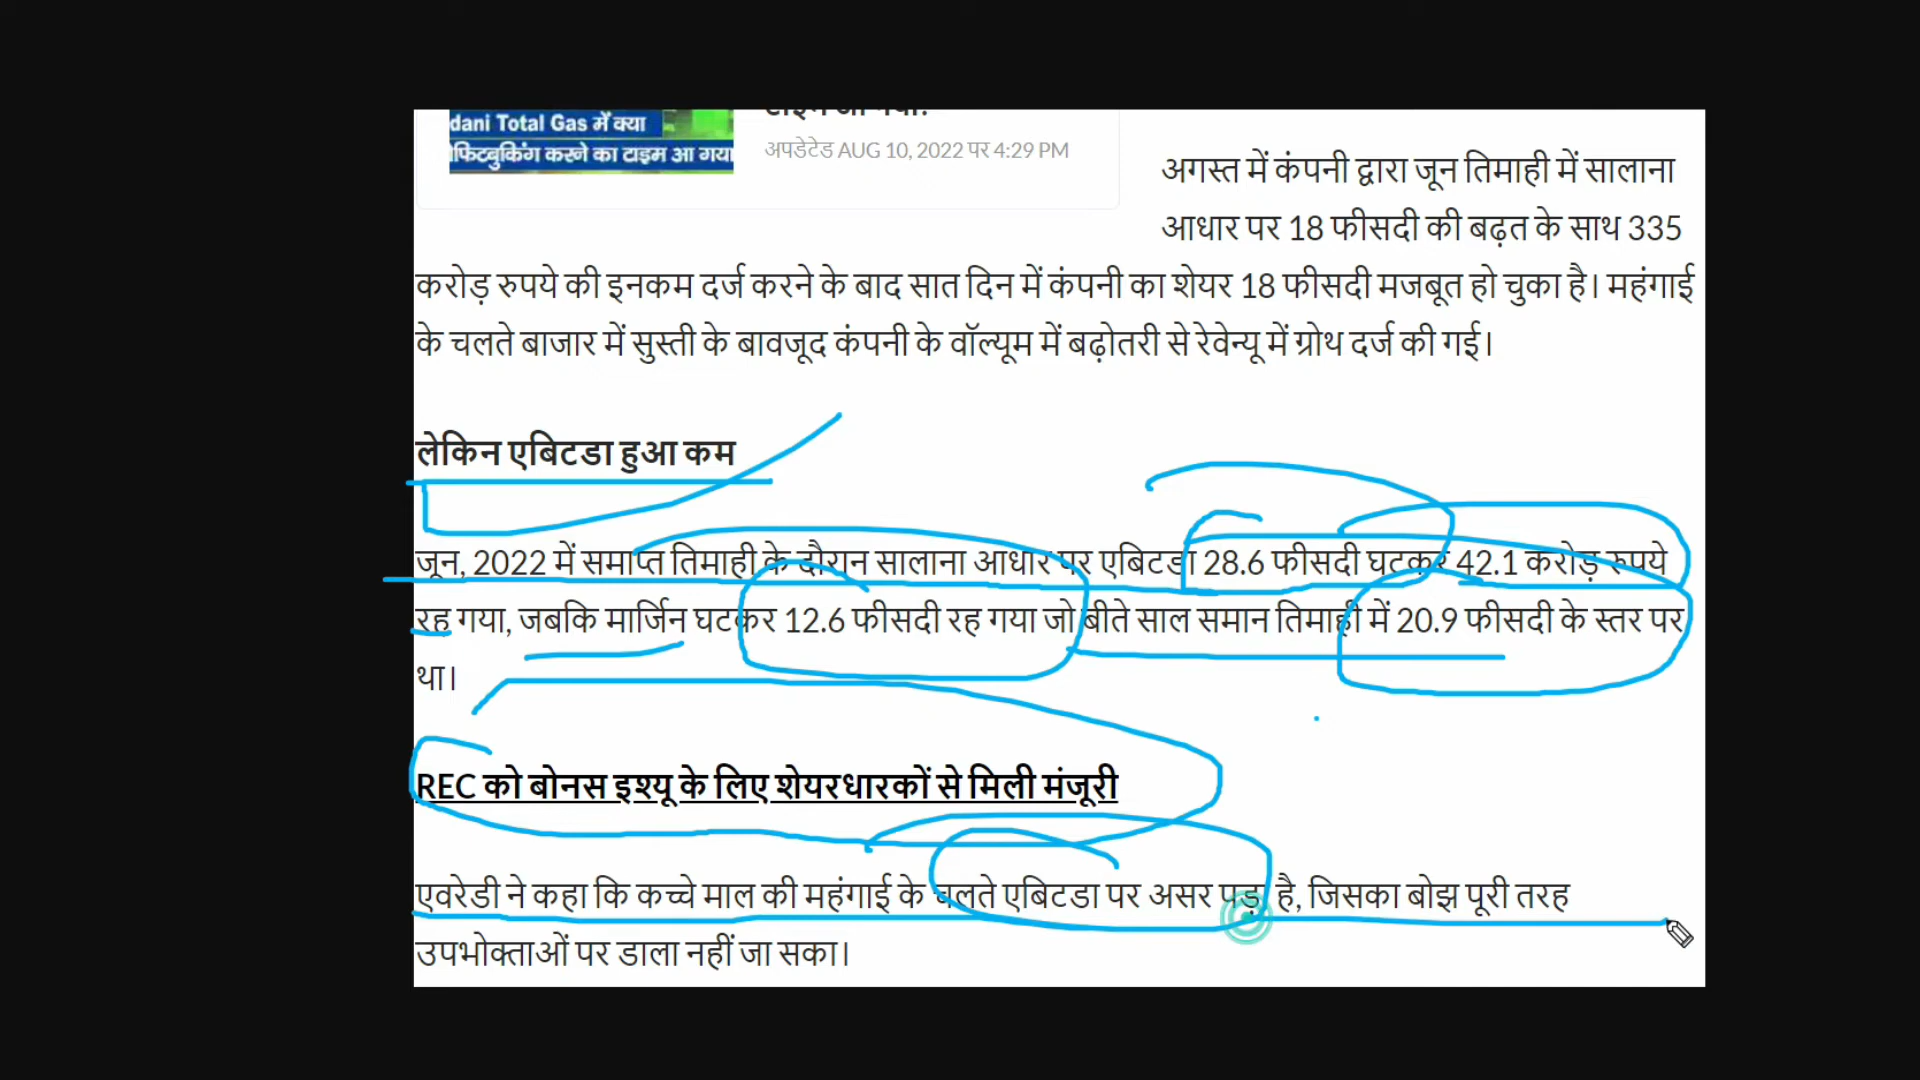 dani Total Gas में क्या
फिटबुकिंग करने का टाइम आ गया
टाइम आ गया?
अपडेटेड AUG 10, 2022 पर 4:29 PM
अगस्त में कंपनी द्वारा जून तिमाही में सालाना
आधार पर 18 फीसदी की बढ़त के साथ 335
करोड़ रुपये की इनकम दर्ज करने के बाद सात दिन में कंपनी का शेयर 18 फीसदी मजबूत हो चुका है। महंगाई
के चलते बाजार में सुस्ती के बावजूद कंपनी के वॉल्यूम में बढ़ोतरी से रेवेन्यू में ग्रोथ दर्ज की गई।
लेकिन एबिटडा हुआ कम
जून, 2022 में समाप्त तिमाही के दौरान सालाना आधार पर एबिटडा 28.6 फीसदी घटकर 42.1 करोड़ रुपये
रह गया, जबकि मार्जिन घटकर 12.6 फीसदी रह गया जो बीते साल समान तिमाही में 20.9 फीसदी के स्तर पर
था।
REC को बोनस इश्यू के लिए शेयरधारकों से मिली मंजूरी
एवरेडी ने कहा कि कच्चे माल की महंगाई के चलते एबिटडा पर असर पड़ा है, जिसका बोझ पूरी तरह
उपभोक्ताओं पर डाला नहीं जा सका।